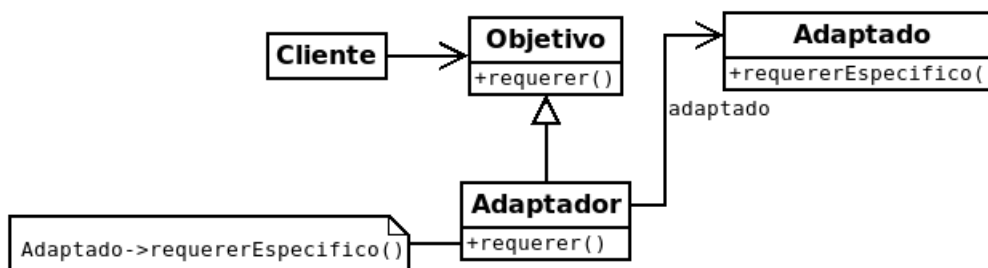 Cliente
Objetivo
+requerer()
Adaptado
+requererEspecifico(
adaptado
Adaptador
+requerer()
Adaptado->requererEspecifico()